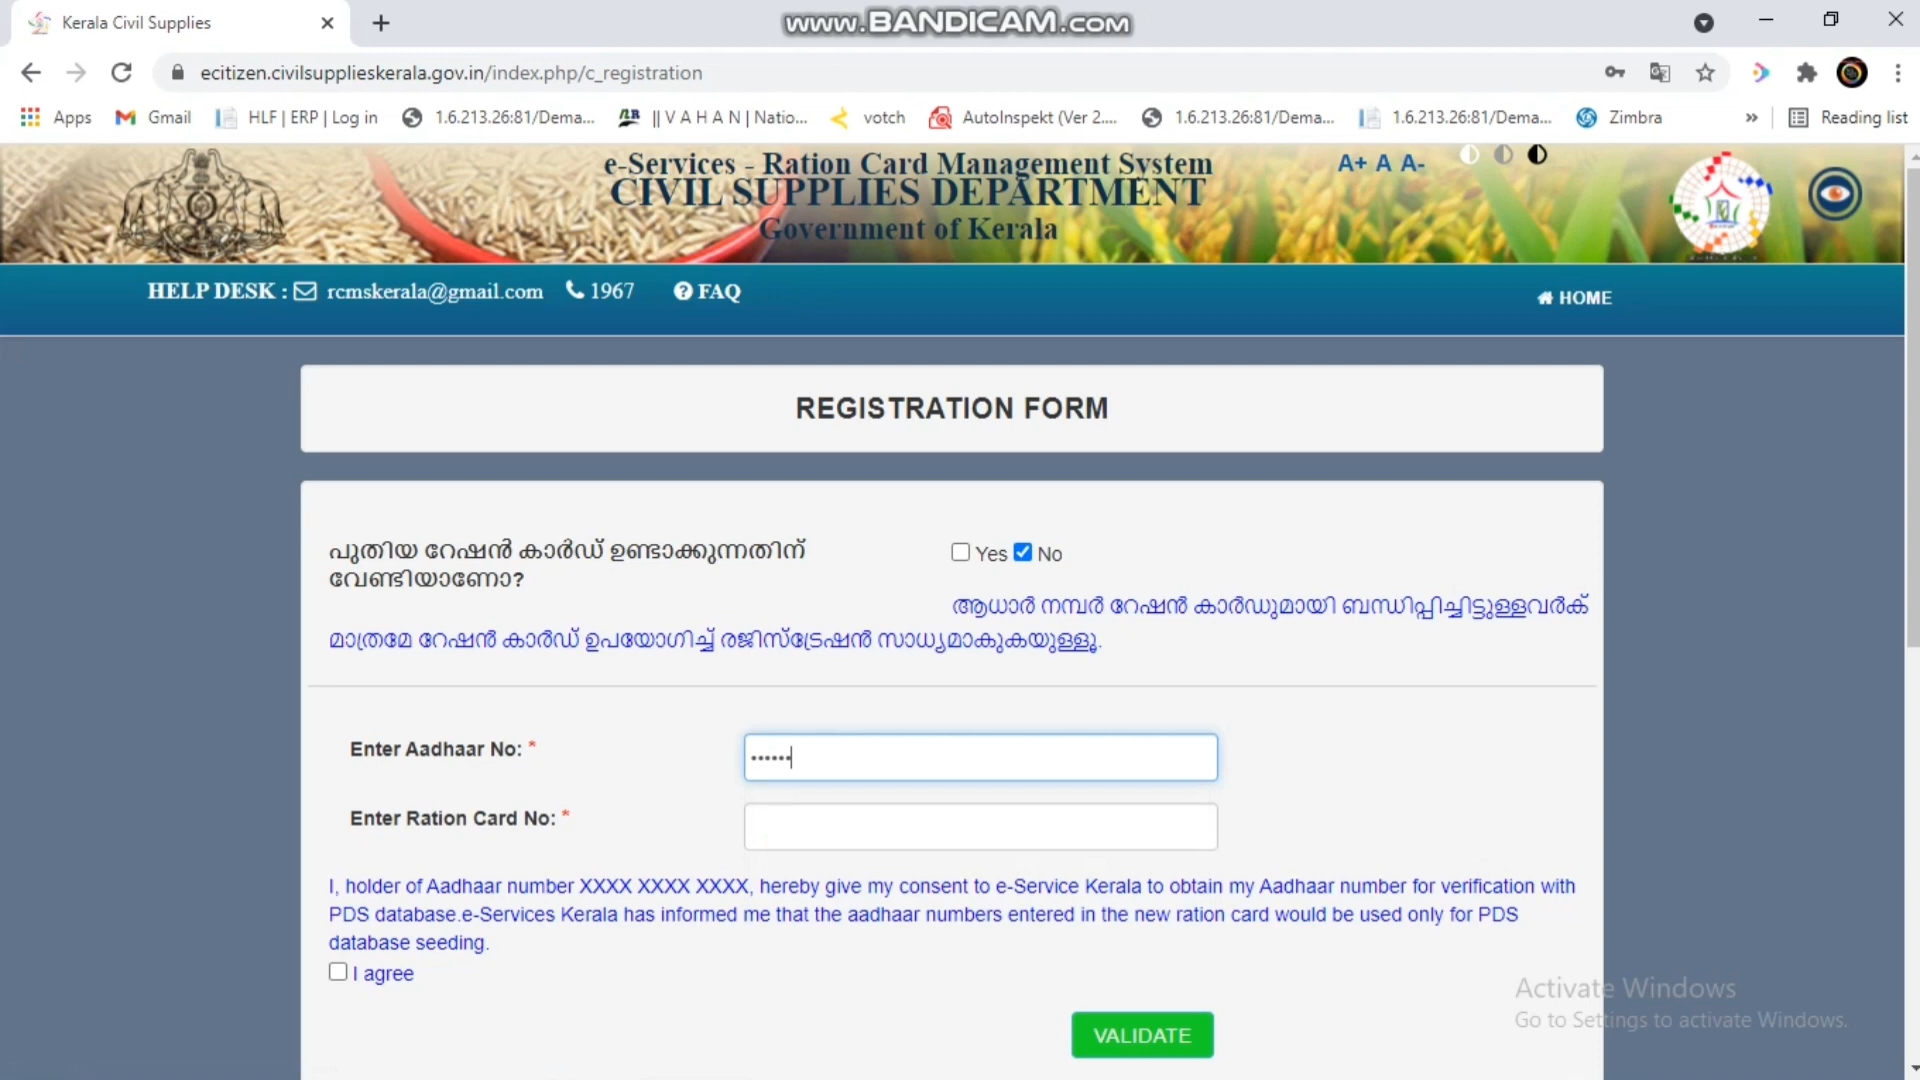 Kerala Civil Supplies
www.BANDICAM.com
ecitizen.civilsupplieskerala.gov.in/index.php/c_registration
Apps Gmail HLF | ERP | Log in 1.6.213.26:81/Dema... || V A H A N | Natio... votch AutoInspekt (Ver 2.... 1.6.213.26:81/Dema... 1.6.213.26:81/Dema... Zimbra » Reading list
e-Services - Ration Card Management System
CIVIL SUPPLIES DEPARTMENT
Government of Kerala
A+ A A-
HELP DESK : rcmskerala@gmail.com 1967 FAQ
HOME
REGISTRATION FORM
പുതിയ റേഷൻ കാർഡ് ഉണ്ടാക്കുന്നതിന്
വേണ്ടിയാണോ?
Yes No
ആധാർ നമ്പർ റേഷൻ കാർഡുമായി ബന്ധിപ്പിച്ചിട്ടുള്ളവർക്
മാത്രമേ റേഷൻ കാർഡ് ഉപയോഗിച്ച് രജിസ്ട്രേഷൻ സാധ്യമാകുകയുള്ളൂ.
Enter Aadhaar No: *
••••••
Enter Ration Card No: *
I, holder of Aadhaar number XXXX XXXX XXXX, hereby give my consent to e-Service Kerala to obtain my Aadhaar number for verification with
PDS database.e-Services Kerala has informed me that the aadhaar numbers entered in the new ration card would be used only for PDS
database seeding.
I agree
VALIDATE
Activate Windows
Go to Settings to activate Windows.